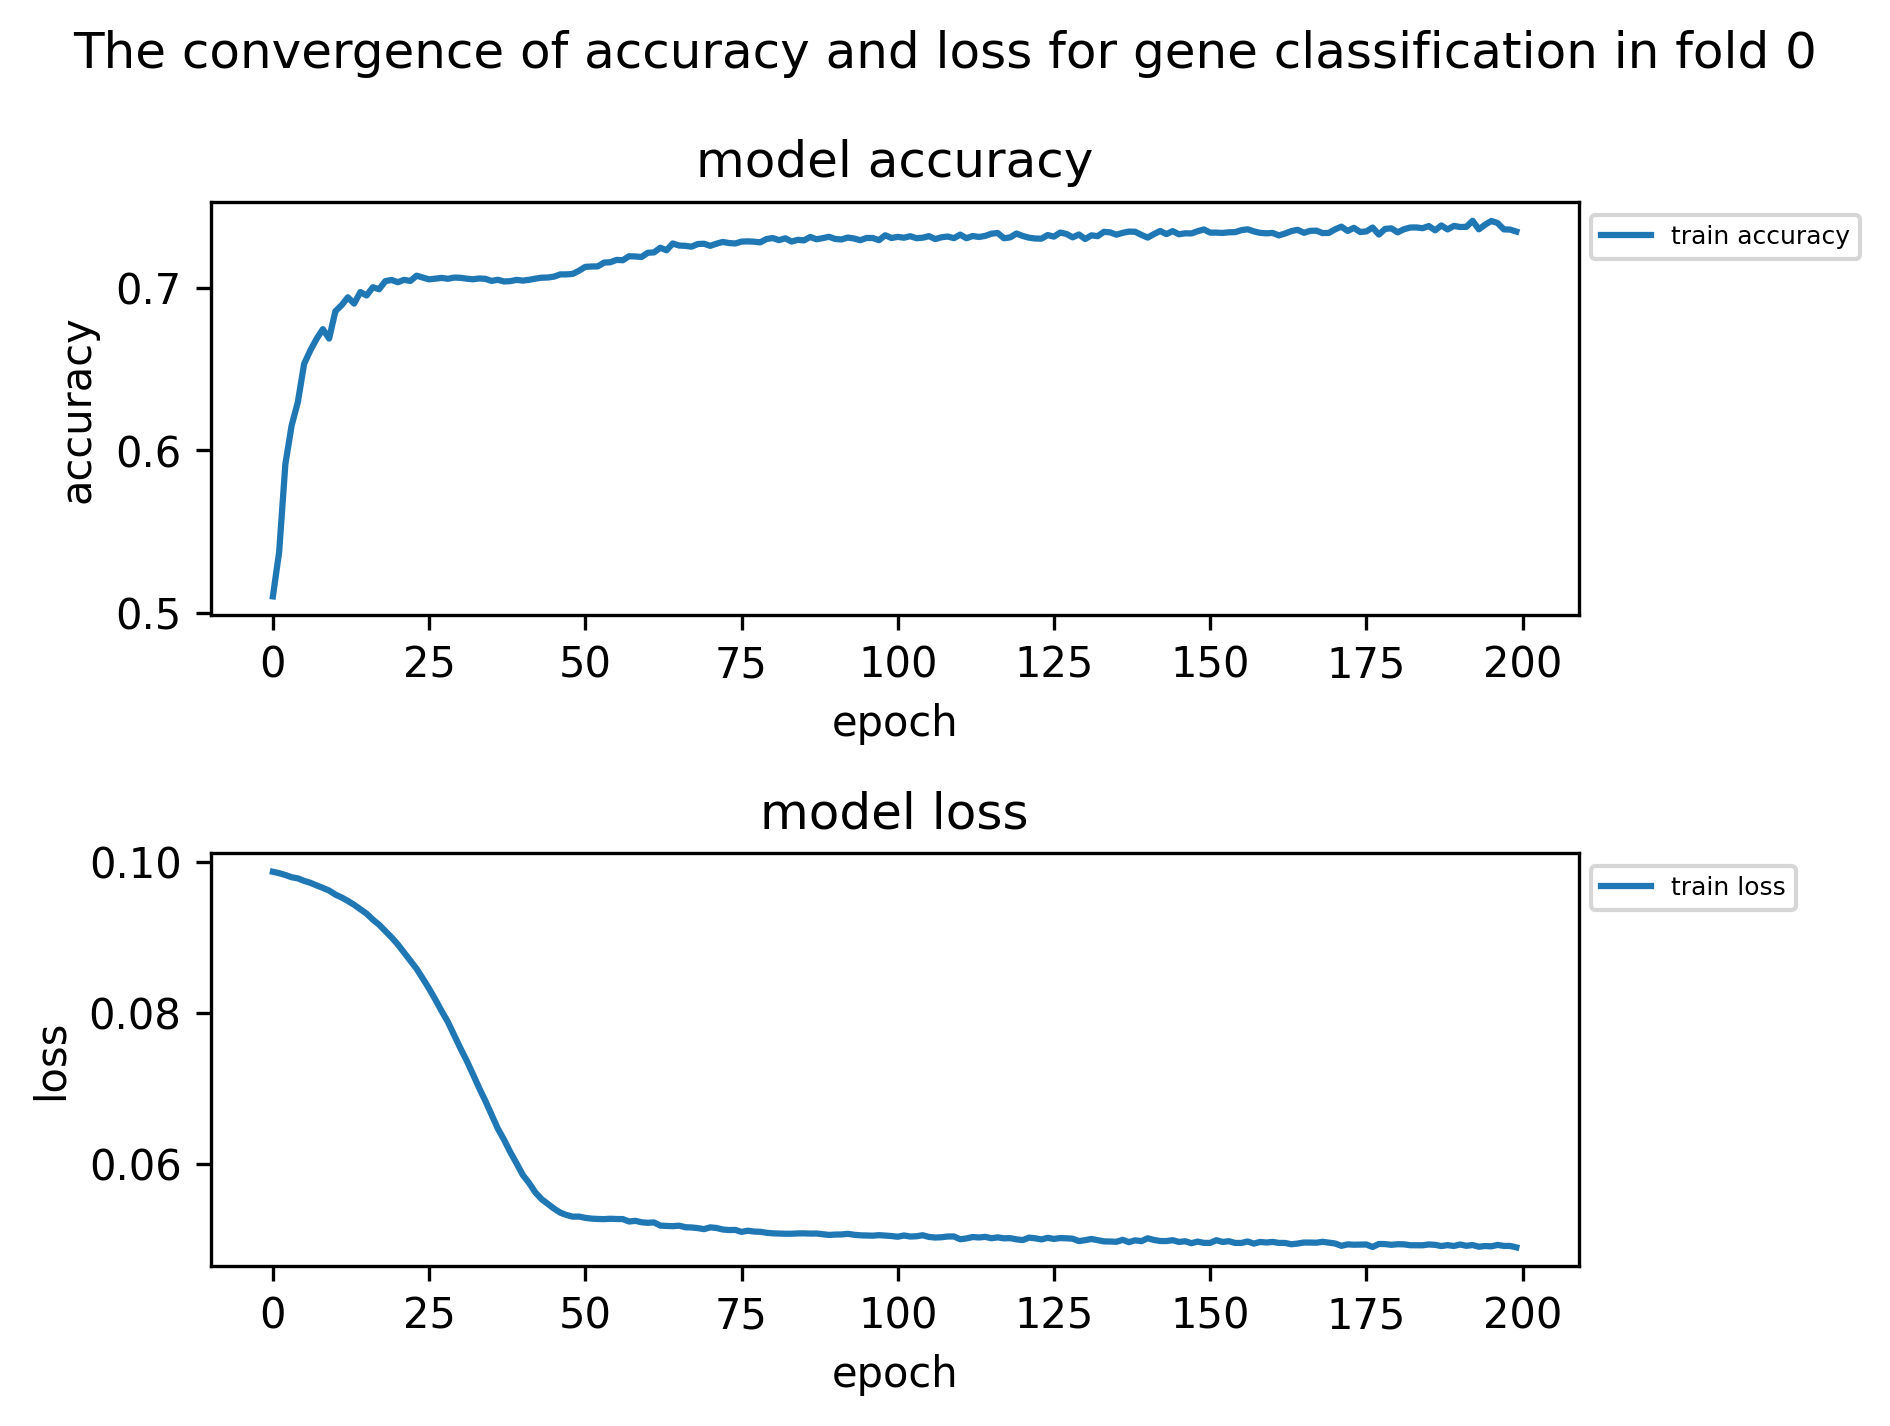 The convergence of accuracy and loss for gene classification in fold 0
model accuracy
train accuracy
accuracy
0.7
0.6
0.5
0 25 50 75 100 125 150 175 200
epoch
model loss
train loss
loss
0.10
0.08
0.06
0 25 50 75 100 125 150 175 200
epoch